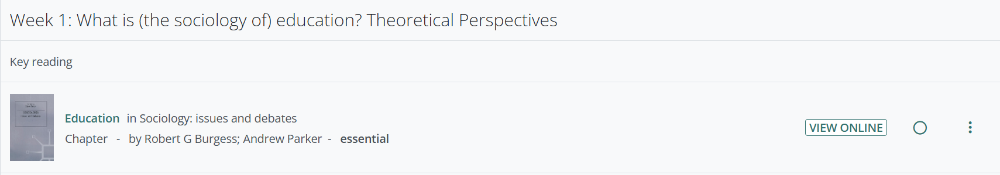 Week 1: What is (the sociology of) education? Theoretical Perspectives
Key reading
Education in Sociology: issues and debates
Chapter - by Robert G Burgess; Andrew Parker - essential
VIEW ONLINE